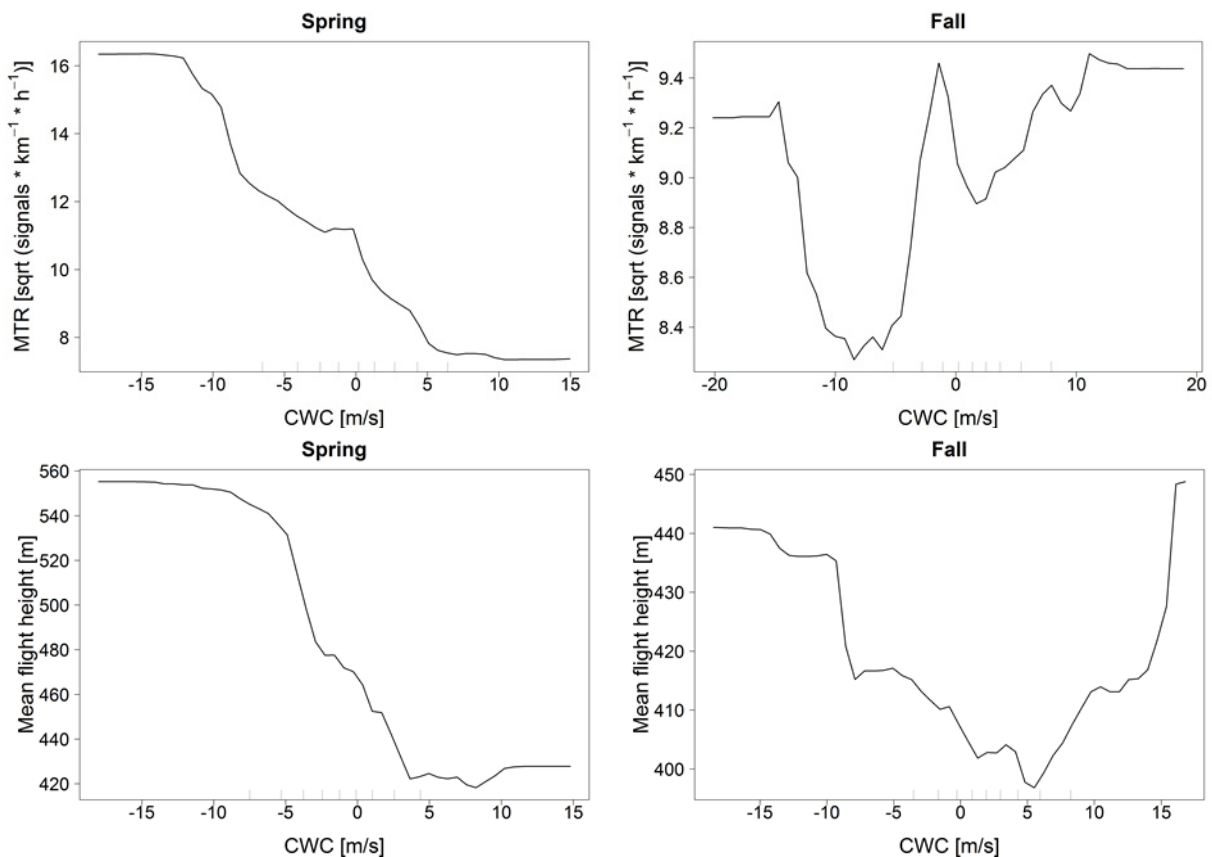 Spring
MTR [sqrt (signals * km⁻¹ * h⁻¹)]
16
14
12
10
8
-15 -10 -5 0 5 10 15
CWC [m/s]
Fall
MTR [sqrt (signals * km⁻¹ * h⁻¹)]
9.4
9.2
9.0
8.8
8.6
8.4
-20 -10 0 10 20
CWC [m/s]
Spring
Mean flight height [m]
560
540
520
500
480
460
440
420
-15 -10 -5 0 5 10 15
CWC [m/s]
Fall
Mean flight height [m]
450
440
430
420
410
400
-15 -10 -5 0 5 10 15
CWC [m/s]